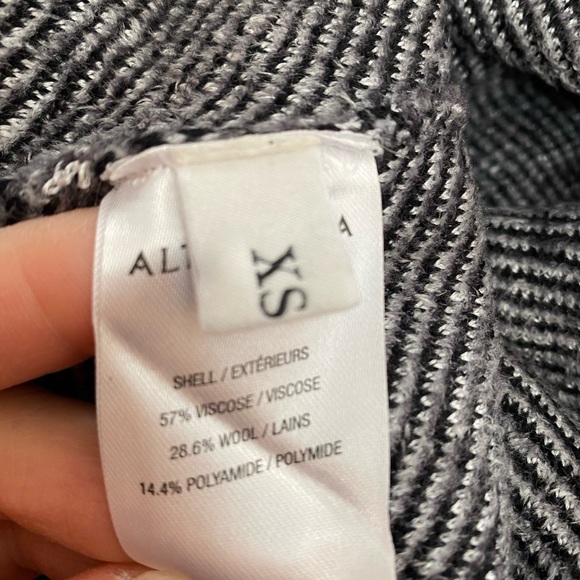 XS
SHELL / EXTÉRIEURS
57% VISCOSE / VISCOSE
28.6% WOOL / LAINS
14.4% POLYAMIDE / POLYMIDE